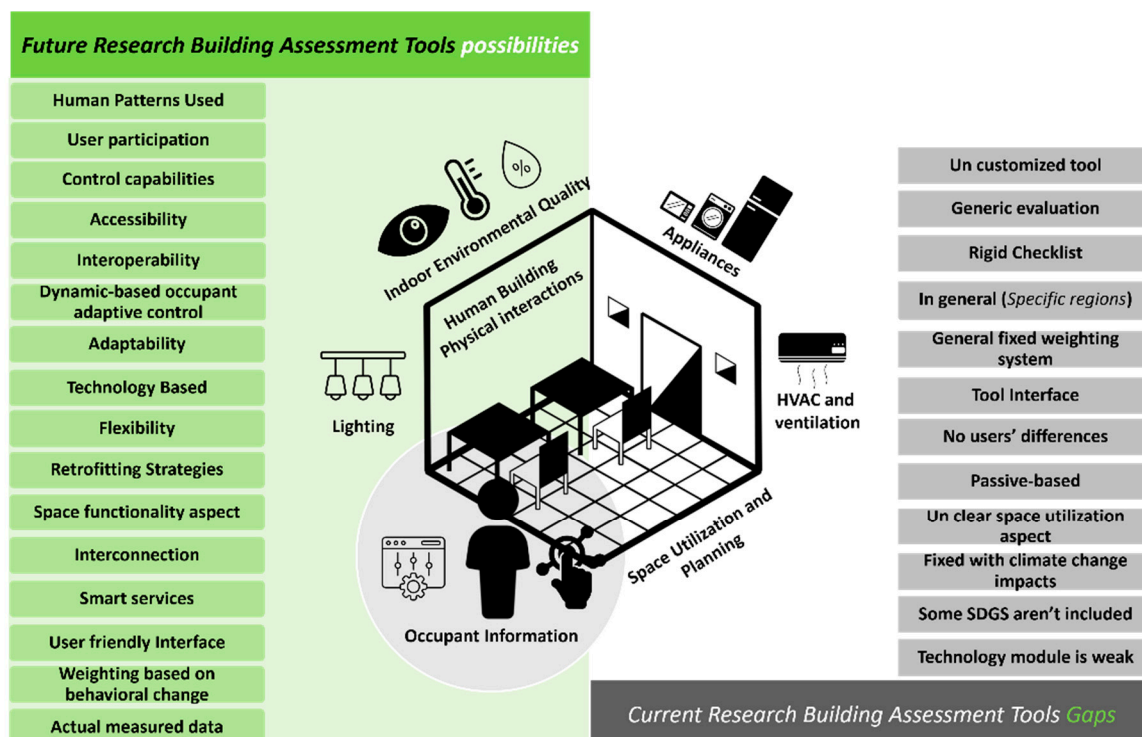 Future Research Building Assessment Tools possibilities
Human Patterns Used
User participation
Control capabilities
Accessibility
Interoperability
Dynamic-based occupant
adaptive control
Adaptability
Technology Based
Flexibility
Retrofitting Strategies
Space functionality aspect
Interconnection
Smart services
User friendly Interface
Weighting based on
behavioral change
Actual measured data
%
Indoor Environmental Quality
Human Building
Physical interactions
Lighting
Occupant Information
Appliances
HVAC and
ventilation
Space Utilization and
Planning
Un customized tool
Generic evaluation
Rigid Checklist
In general (Specific regions)
General fixed weighting
system
Tool Interface
No users’ differences
Passive-based
Un clear space utilization
aspect
Fixed with climate change
impacts
Some SDGS aren’t included
Technology module is weak
Current Research Building Assessment Tools Gaps